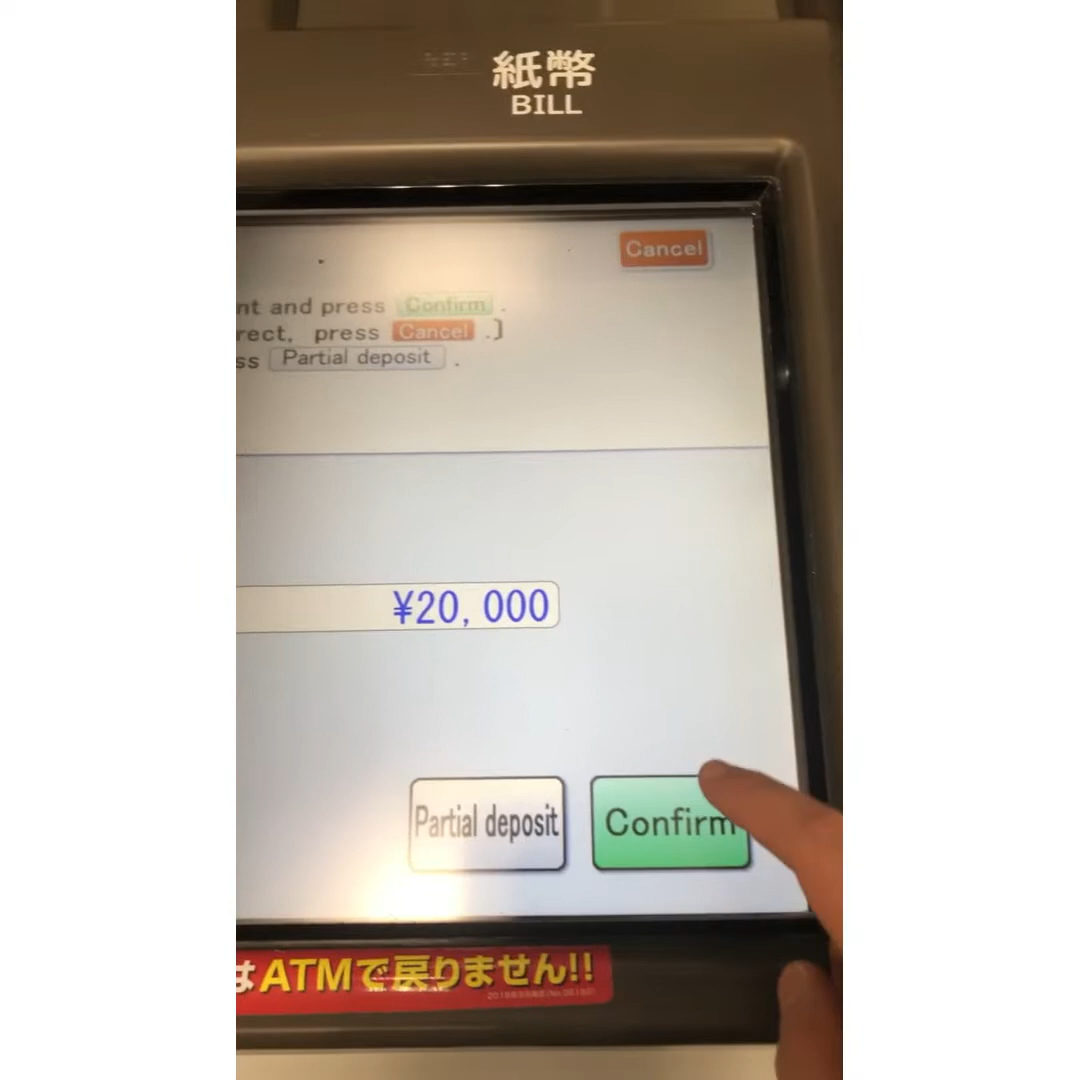 紙幣
BILL
Cancel
nt and press Confirm .
rect, press Cancel .]
ss Partial deposit .
¥20,000
Partial deposit
Confirm
はATMで戻りません!!